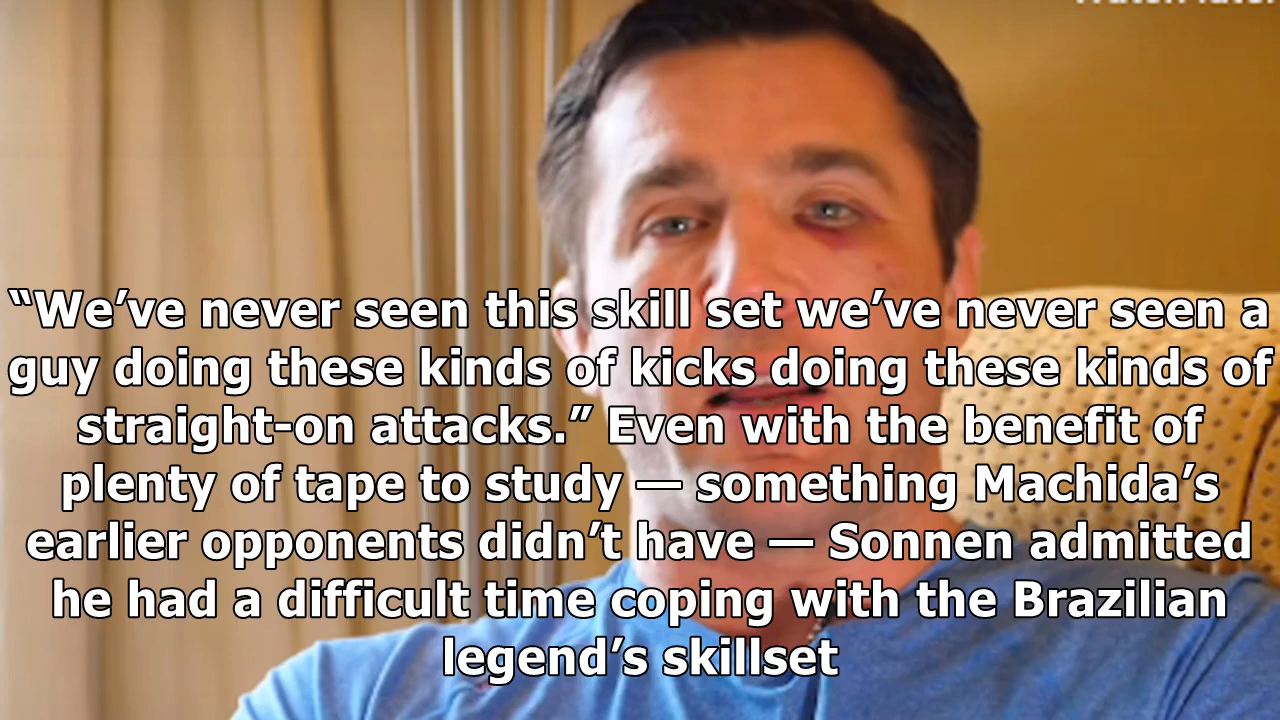 “We’ve never seen this skill set we’ve never seen a
guy doing these kinds of kicks doing these kinds of
straight-on attacks.” Even with the benefit of
plenty of tape to study — something Machida’s
earlier opponents didn’t have — Sonnen admitted
he had a difficult time coping with the Brazilian
legend’s skillset